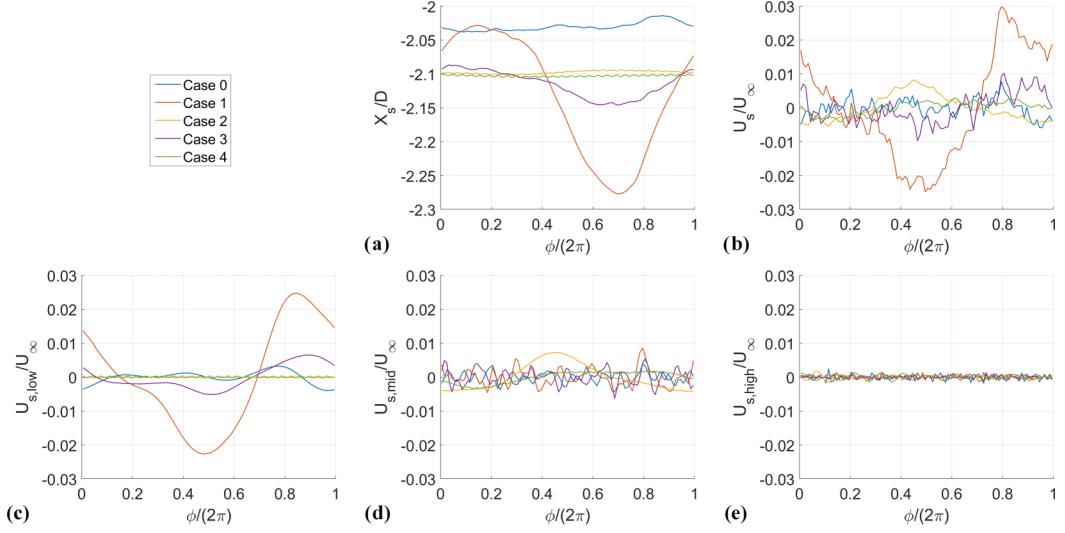 Case 0
Case 1
Case 2
Case 3
Case 4
-2
-2.05
-2.1
-2.15
-2.2
-2.25
-2.3
X_s/D
0 0.2 0.4 0.6 0.8 1
(a) ϕ/(2π)
0.03
0.02
0.01
0
-0.01
-0.02
-0.03
U_s/U_∞
0 0.2 0.4 0.6 0.8 1
(b) ϕ/(2π)
0.03
0.02
0.01
0
-0.01
-0.02
-0.03
U_s,low/U_∞
0 0.2 0.4 0.6 0.8 1
(c) ϕ/(2π)
0.03
0.02
0.01
0
-0.01
-0.02
-0.03
U_s,mid/U_∞
0 0.2 0.4 0.6 0.8 1
(d) ϕ/(2π)
0.03
0.02
0.01
0
-0.01
-0.02
-0.03
U_s,high/U_∞
0 0.2 0.4 0.6 0.8 1
(e) ϕ/(2π)